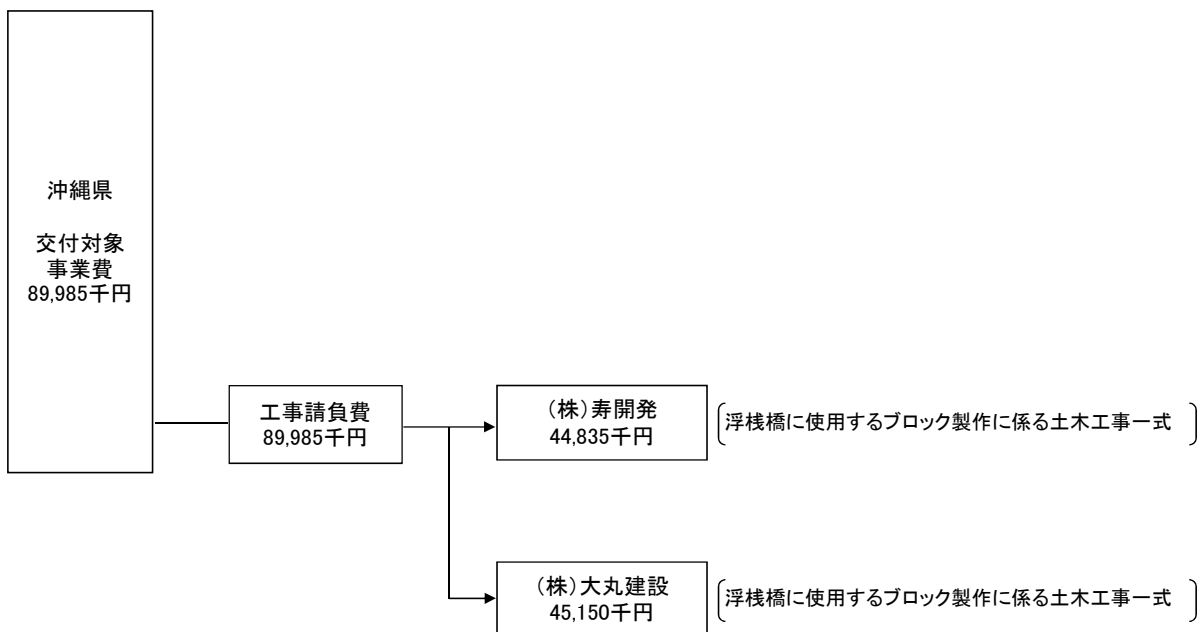 沖縄県
交付対象
事業費
89,985千円
工事請負費
89,985千円
(株)寿開発
44,835千円
浮桟橋に使用するブロック製作に係る土木工事一式
(株)大丸建設
45,150千円
浮桟橋に使用するブロック製作に係る土木工事一式